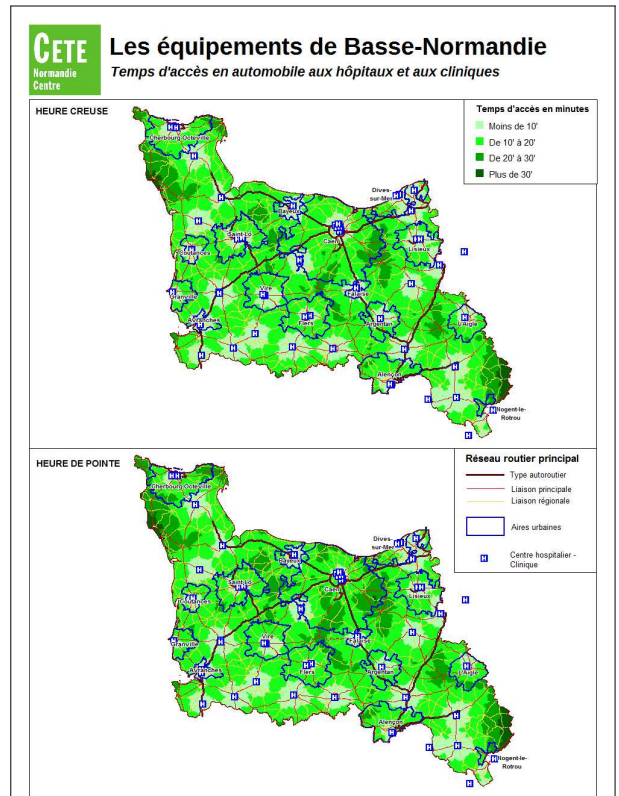 CETE
Normandie
Centre
Les équipements de Basse-Normandie
Temps d'accès en automobile aux hôpitaux et aux cliniques
HEURE CREUSE
Temps d'accès en minutes
Moins de 10'
De 10' à 20'
De 20' à 30'
Plus de 30'
Cherbourg-Octeville
Dives-
sur-Mer
Bayeux
Caen
Lisieux
Saint-Lô
Coutances
Granville
Vire
Falaise
Flers
Argentan
L'Aigle
Avranches
Alençon
Nogent-le-
Rotrou
HEURE DE POINTE
Réseau routier principal
Type autoroutier
Liaison principale
Liaison régionale
Aires urbaines
H
Centre hospitalier -
Clinique
Cherbourg-Octeville
Dives-
sur-Mer
Bayeux
Caen
Lisieux
Saint-Lô
Coutances
Granville
Vire
Falaise
Flers
Argentan
L'Aigle
Avranches
Alençon
Nogent-le-
Rotrou